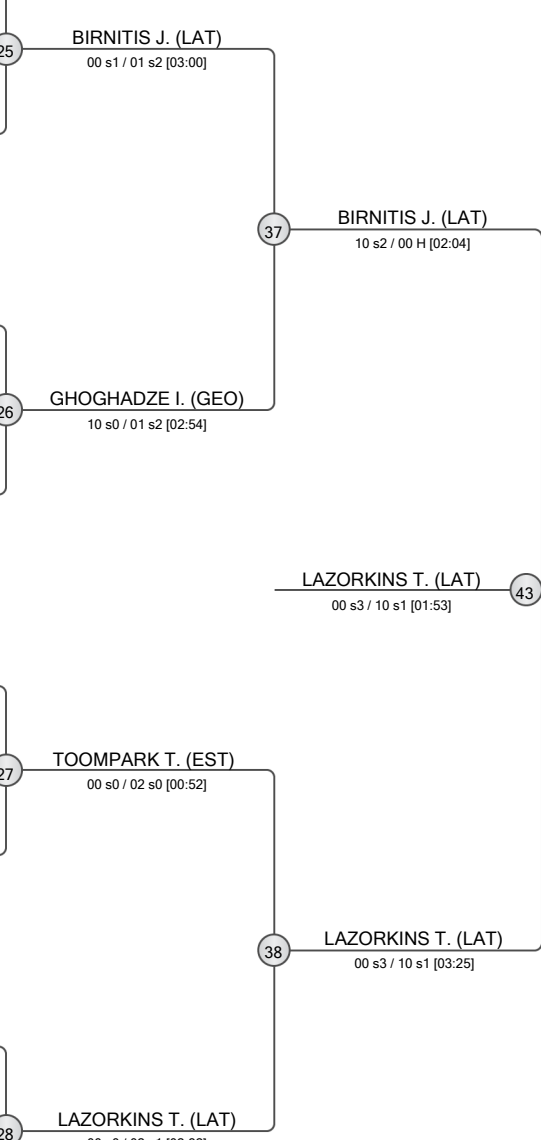 25
BIRNITIS J. (LAT)
00 s1 / 01 s2 [03:00]
37
BIRNITIS J. (LAT)
10 s2 / 00 H [02:04]
26
GHOGHADZE I. (GEO)
10 s0 / 01 s2 [02:54]
LAZORKINS T. (LAT)
43
00 s3 / 10 s1 [01:53]
27
TOOMPARK T. (EST)
00 s0 / 02 s0 [00:52]
38
LAZORKINS T. (LAT)
00 s3 / 10 s1 [03:25]
28
LAZORKINS T. (LAT)